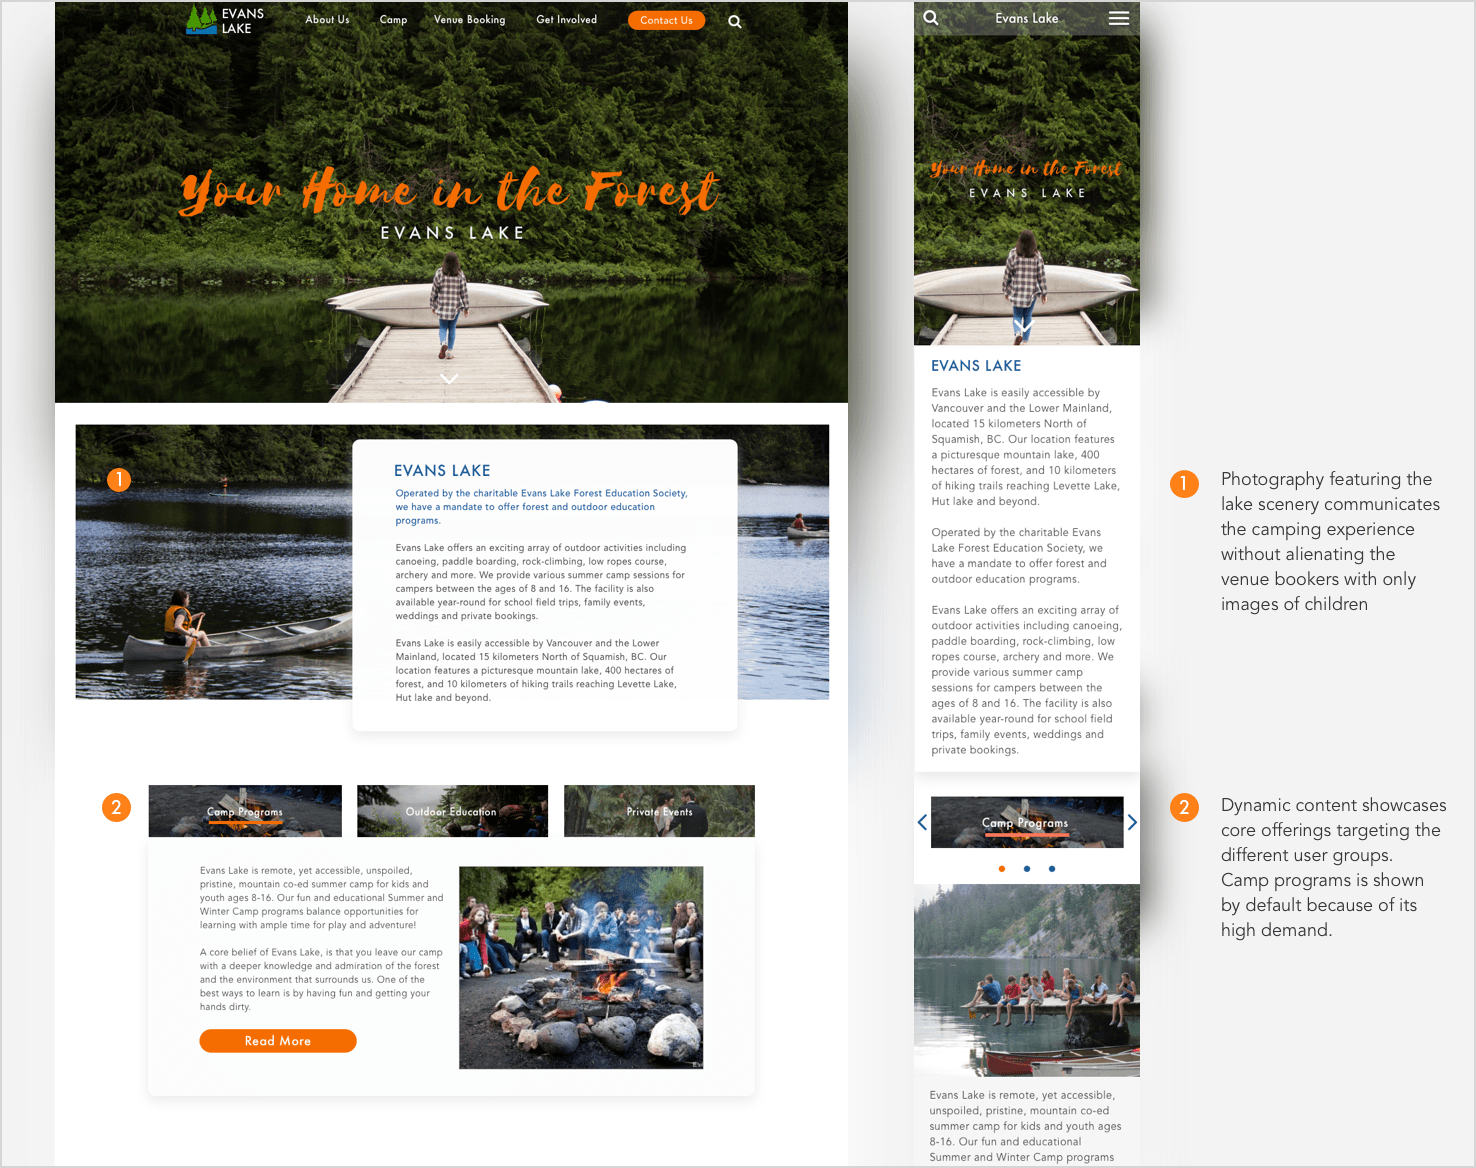 EVANS
LAKE
About Us
Camp
Venue Booking
Get Involved
Contact Us
Your Home in the Forest
EVANS LAKE
1
EVANS LAKE
Operated by the charitable Evans Lake Forest Education Society,
we have a mandate to offer forest and outdoor education
programs.
Evans Lake offers an exciting array of outdoor activities including
canoeing, paddle boarding, rock-climbing, low ropes course,
archery and more. We provide various summer camp sessions for
campers between the ages of 8 and 16. The facility is also
available year-round for school field trips, family events,
weddings and private bookings.
Evans Lake is easily accessible by Vancouver and the Lower
Mainland, located 15 kilometers North of Squamish, BC. Our
location features a picturesque mountain lake, 400 hectares of
forest, and 10 kilometers of hiking trails reaching Levette Lake,
Hut lake and beyond.
2
Camp Programs
Outdoor Education
Private Events
Evans Lake is remote, yet accessible, unspoiled,
pristine, mountain co-ed summer camp for kids and
youth ages 8-16. Our fun and educational Summer and
Winter Camp programs balance opportunities for
learning with ample time for play and adventure!
A core belief of Evans Lake, is that you leave our camp
with a deeper knowledge and admiration of the forest
and the environment that surrounds us. One of the
best ways to learn is by having fun and getting your
hands dirty.
Read More
Evans Lake
Your Home in the Forest
EVANS LAKE
EVANS LAKE
Evans Lake is easily accessible by
Vancouver and the Lower Mainland,
located 15 kilometers North of
Squamish, BC. Our location features
a picturesque mountain lake, 400
hectares of forest, and 10 kilometers
of hiking trails reaching Levette Lake,
Hut lake and beyond.
Operated by the charitable Evans
Lake Forest Education Society, we
have a mandate to offer forest and
outdoor education programs.
Evans Lake offers an exciting array of
outdoor activities including canoeing,
paddle boarding, rock-climbing, low
ropes course, archery and more. We
provide various summer camp
sessions for campers between the
ages of 8 and 16. The facility is also
available year-round for school field
trips, family events, weddings and
private bookings.
Camp Programs
Evans Lake is remote, yet accessible,
unspoiled, pristine, mountain co-ed
summer camp for kids and youth ages
8-16. Our fun and educational
Summer and Winter Camp programs
1
Photography featuring the
lake scenery communicates
the camping experience
without alienating the
venue bookers with only
images of children
2
Dynamic content showcases
core offerings targeting the
different user groups.
Camp programs is shown
by default because of its
high demand.